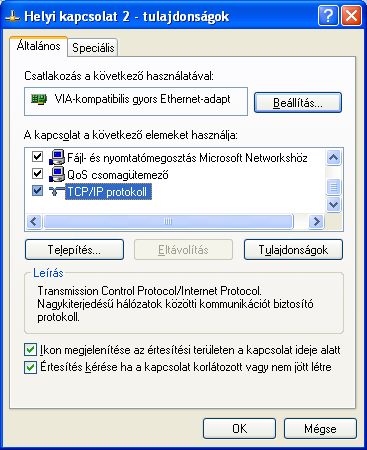 Helyi kapcsolat 2 - tulajdonságok
Általános
Speciális
Csatlakozás a következő használatával:
VIA-kompatibilis gyors Ethernet-adapt
Beállítás...
A kapcsolat a következő elemeket használja:
Fájl- és nyomtatómegosztás Microsoft Networkshöz
QoS csomagütemező
TCP/IP protokoll
Telepítés...
Eltávolítás
Tulajdonságok
Leírás
Transmission Control Protocol/Internet Protocol.
Nagykiterjedésű hálózatok közötti kommunikációt biztosító
protokoll.
Ikon megjelenítése az értesítési területen a kapcsolat ideje alatt
Értesítés kérése ha a kapcsolat korlátozott vagy nem jött létre
OK
Mégse